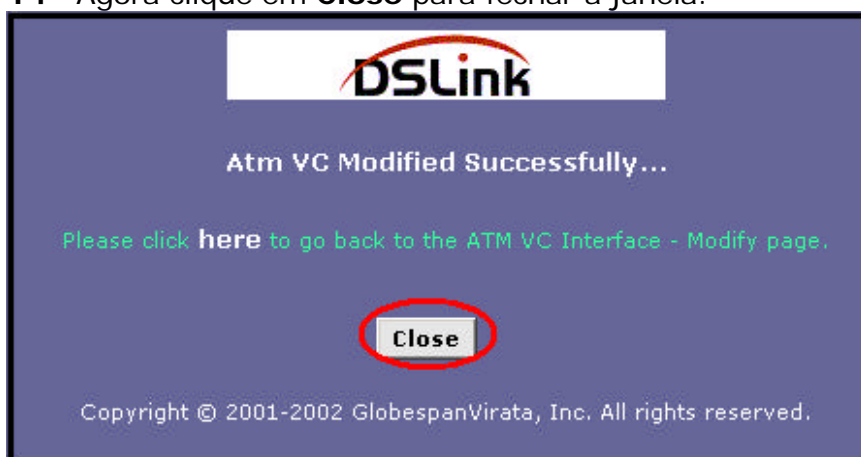 Agora clique em Close para fechar a janela.
DSLink
Atm VC Modified Successfully...
Please click here to go back to the ATM VC Interface - Modify page.
Close
Copyright © 2001-2002 GlobespanVirata, Inc. All rights reserved.